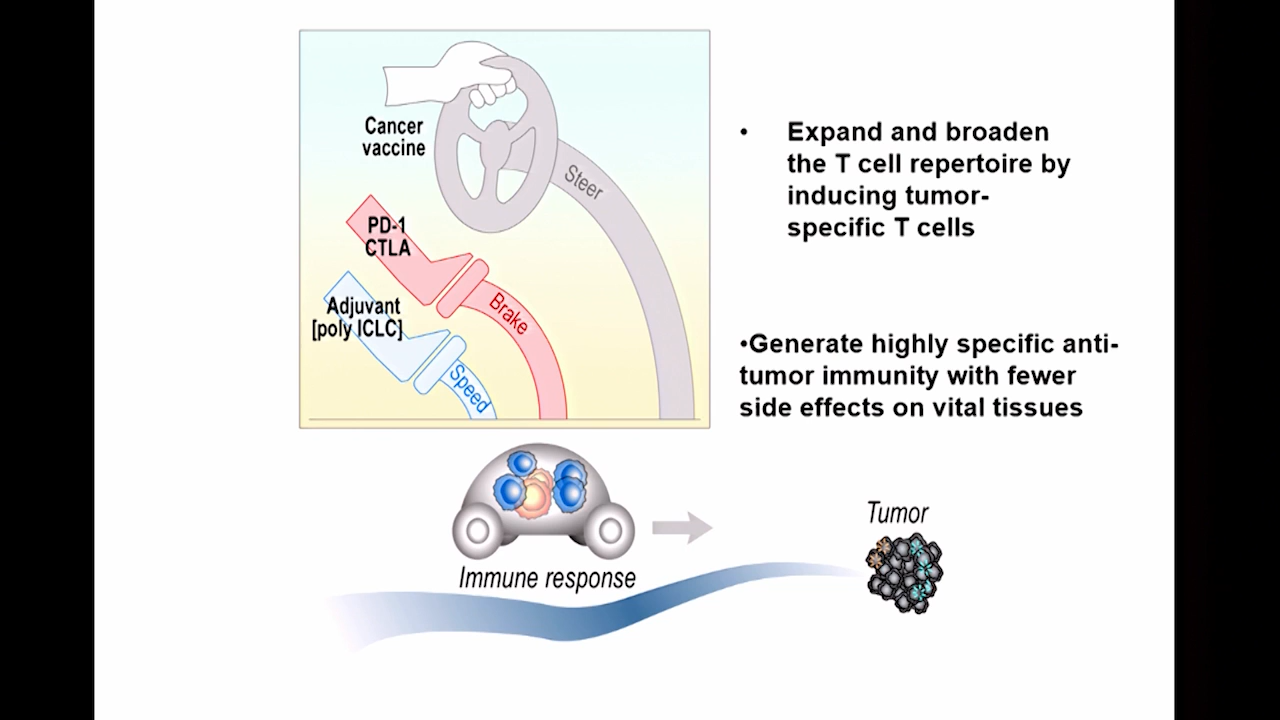 Cancer
vaccine
Steer
PD-1
CTLA
Brake
Adjuvant
[poly ICLC]
Speed
• Expand and broaden
the T cell repertoire by
inducing tumor-
specific T cells
•Generate highly specific anti-
tumor immunity with fewer
side effects on vital tissues
Immune response
Tumor